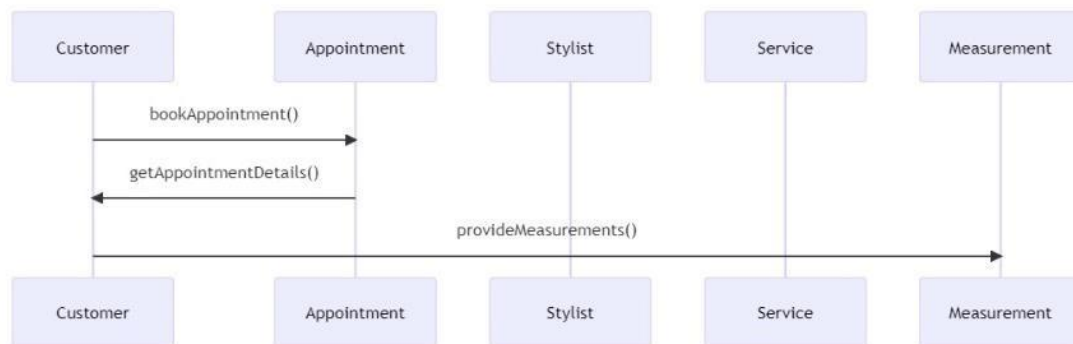 Customer Appointment Stylist Service Measurement
bookAppointment()
getAppointmentDetails()
provideMeasurements()
Customer Appointment Stylist Service Measurement